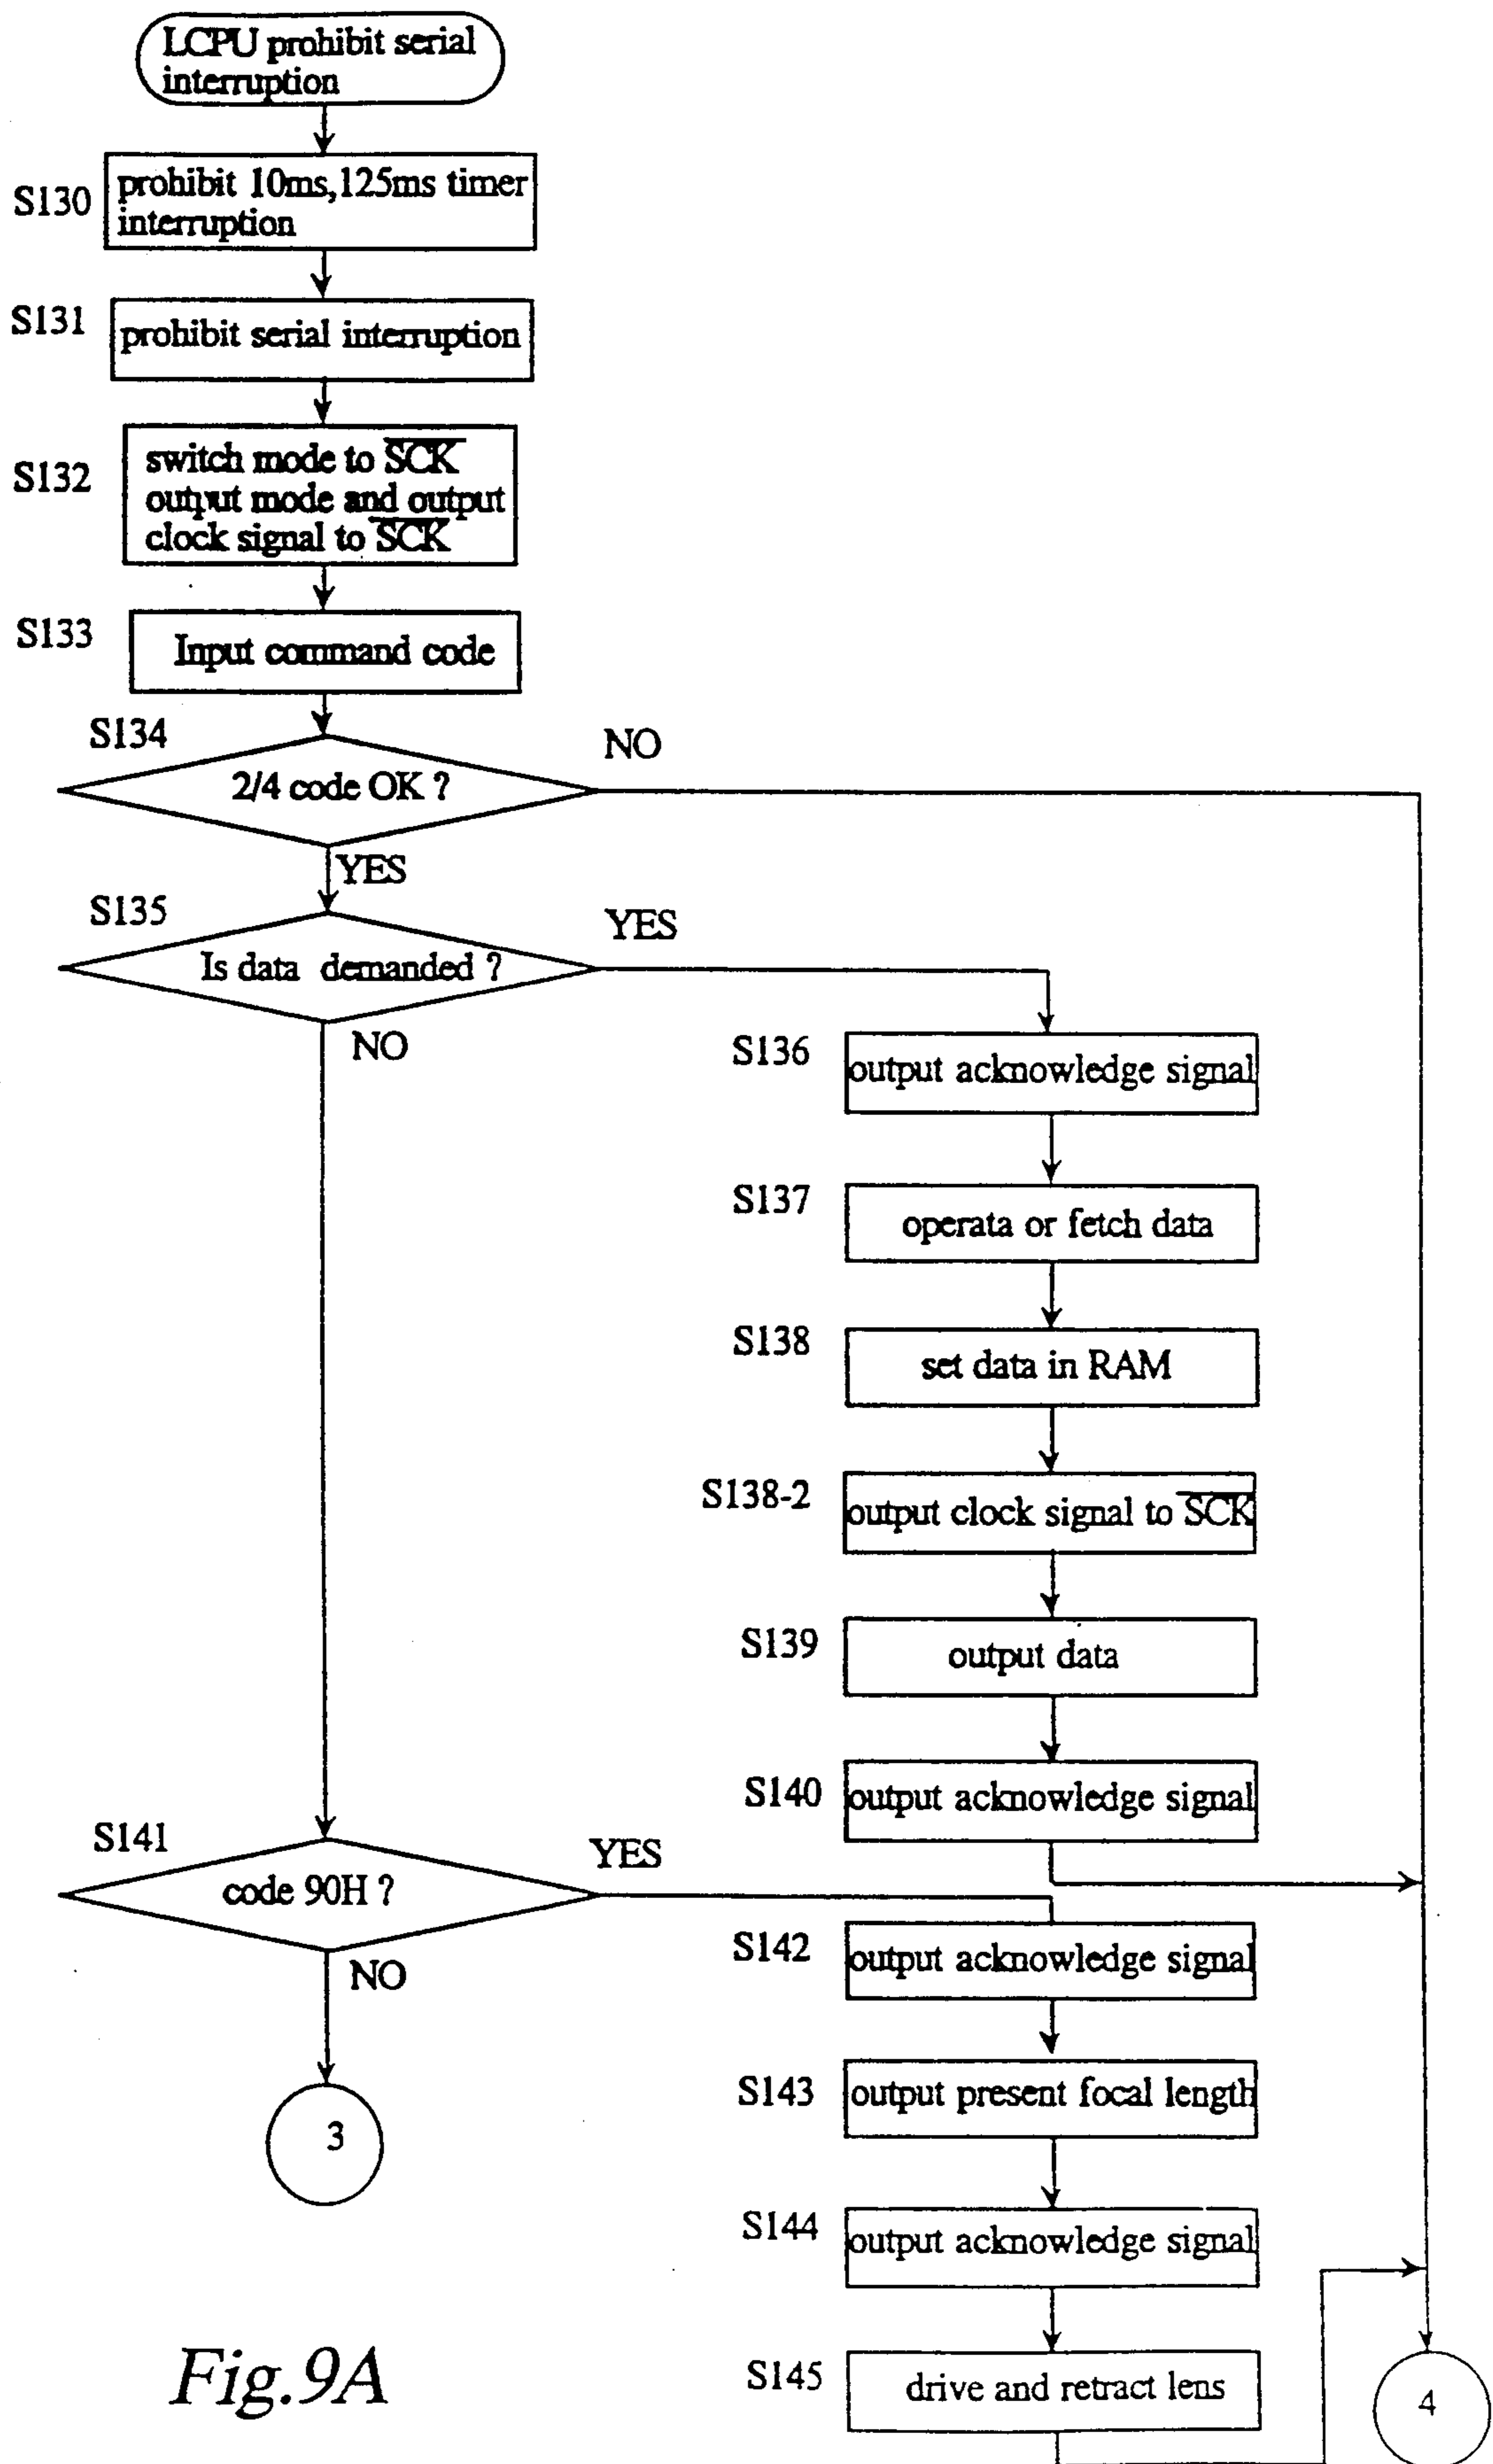 LCPU prohibit serial
interruption
S130
prohibit 10ms,125ms timer
interruption
S131
prohibit serial interruption
S132
switch mode to S̅C̅K̅
output mode and output
clock signal to S̅C̅K̅
S133
Input command code
S134
2/4 code OK ?
NO
YES
S135
Is data demanded ?
YES
NO
S136
output acknowledge signal
S137
operata or fetch data
S138
set data in RAM
S138-2
output clock signal to S̅C̅K̅
S139
output data
S140
output acknowledge signal
S141
code 90H ?
YES
NO
S142
output acknowledge signal
3
S143
output present focal length
S144
output acknowledge signal
S145
drive and retract lens
4
Fig.9A